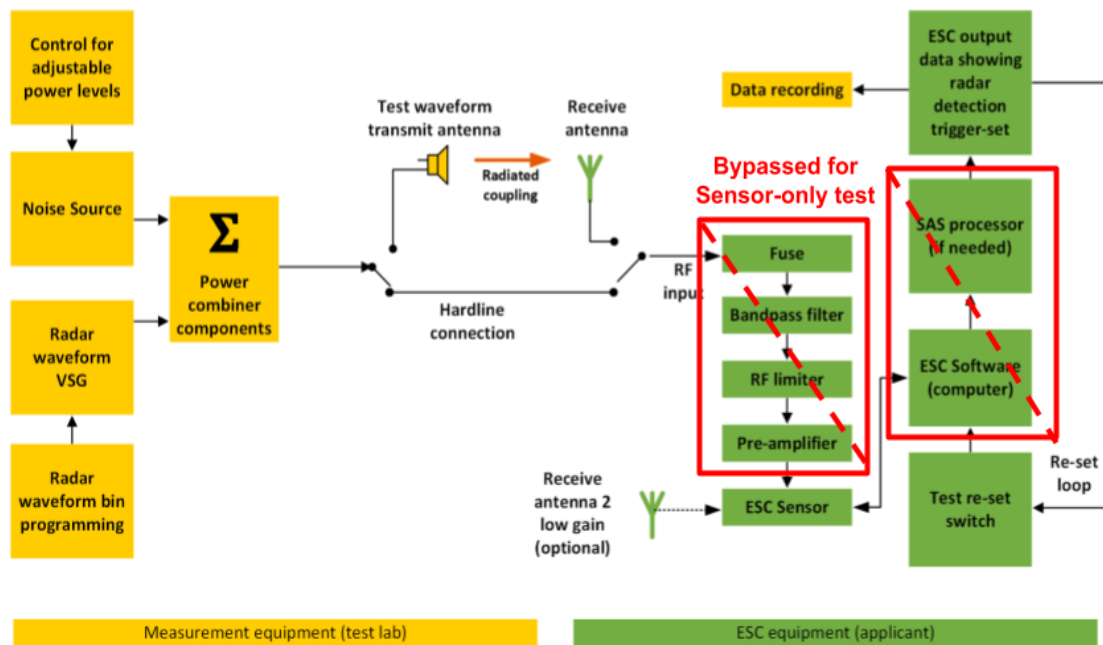 Control for
adjustable
power levels
Noise Source
Radar
waveform
VSG
Radar
waveform bin
programming
Σ
Power
combiner
components
Test waveform
transmit antenna
Radiated
coupling
Receive
antenna
Hardline
connection
RF
input
Bypassed for
Sensor-only test
Fuse
Bandpass filter
RF limiter
Pre-amplifier
ESC Sensor
Receive
antenna 2
low gain
(optional)
Data recording
ESC output
data showing
radar
detection
trigger-set
SAS processor
(if needed)
ESC Software
(computer)
Test re-set
switch
Re-set
loop
Measurement equipment (test lab)
ESC equipment (applicant)